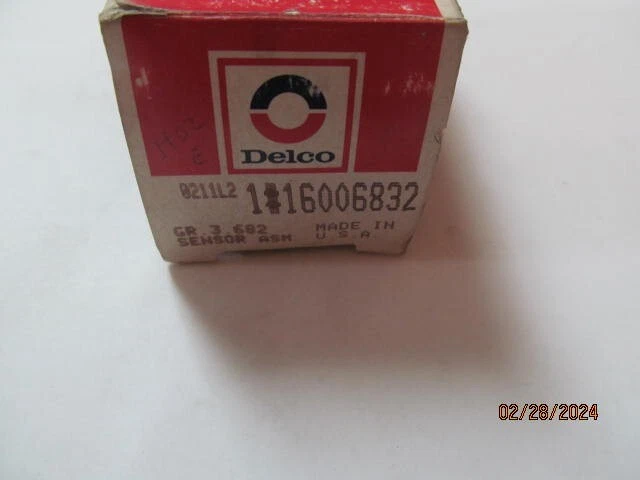 Delco
0211L2 1#16006832
GR.3.682 MADE IN
SENSOR ASM U.S.A.
02/28/2024